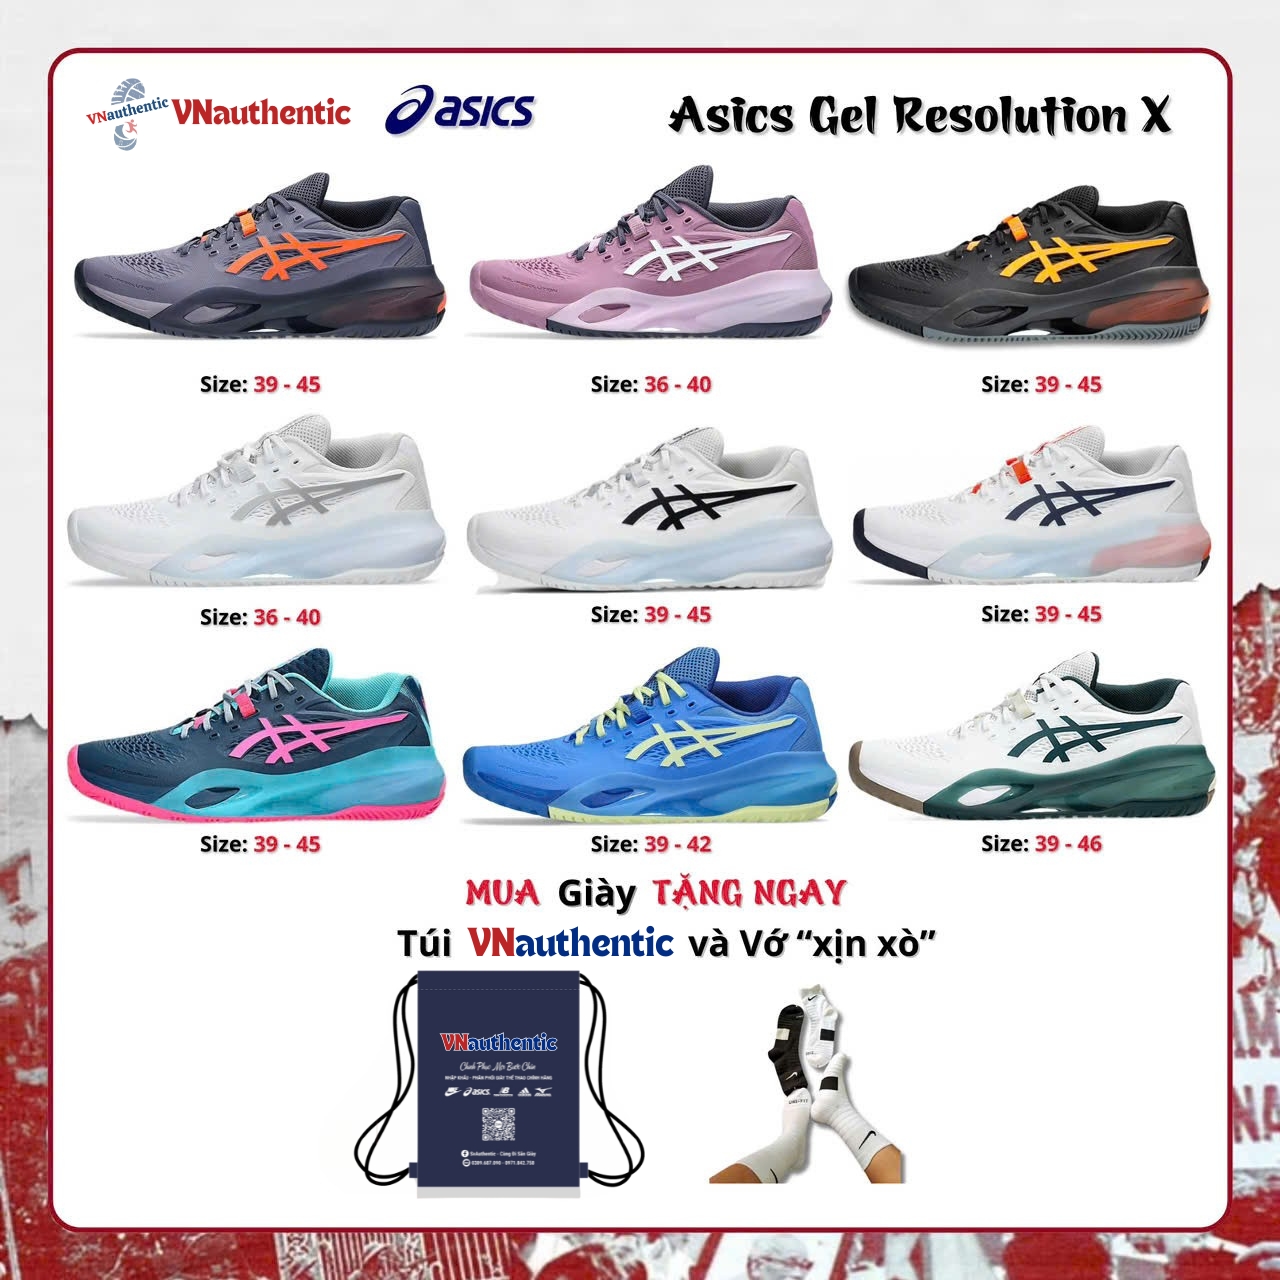 VNauthentic VNauthentic asics Asics Gel Resolution X
Size: 39 - 45
Size: 36 - 40
Size: 39 - 45
Size: 36 - 40
Size: 39 - 45
Size: 39 - 45
Size: 39 - 45
Size: 39 - 42
Size: 39 - 46
MUA Giày TẶNG NGAY
Túi VNauthentic và Vớ “xịn xò”
VNauthentic
Chinh Phục Mọi Bước Chân
NHẬP KHẨU - PHÂN PHỐI GIÀY THỂ THAO CHÍNH HÃNG
asics